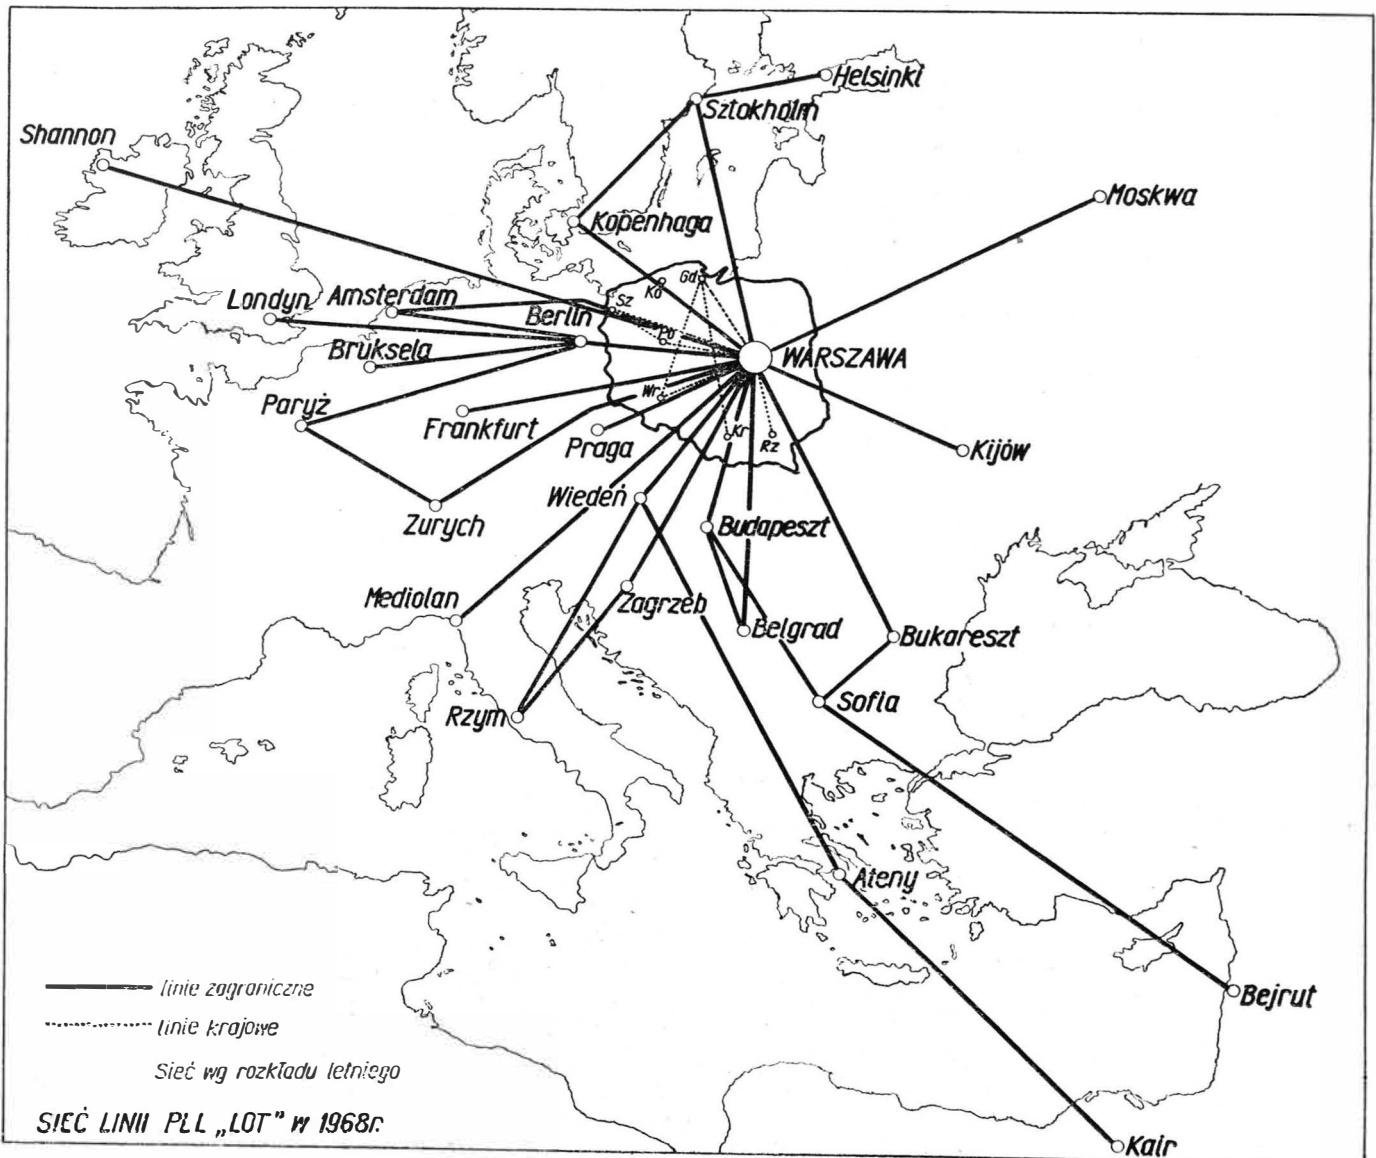 Helsinki
Sztokholm
Shannon
Moskwa
Kopenhaga
Gd
Ko
Londyn
Amsterdam
Sz
Berlin
Po
Bruksela
WARSZAWA
Wr
Paryż
Frankfurt
Praga
Kr
Rz
Kijów
Wiedeń
Zurych
Budapeszt
Mediolan
Zagrzeb
Belgrad
Bukareszt
Rzym
Sofia
Ateny
Bejrut
Kair
linie zagraniczne
linie krajowe
Sieć wg rozkładu letniego
SIEĆ LINII PLL „LOT” w 1968r.